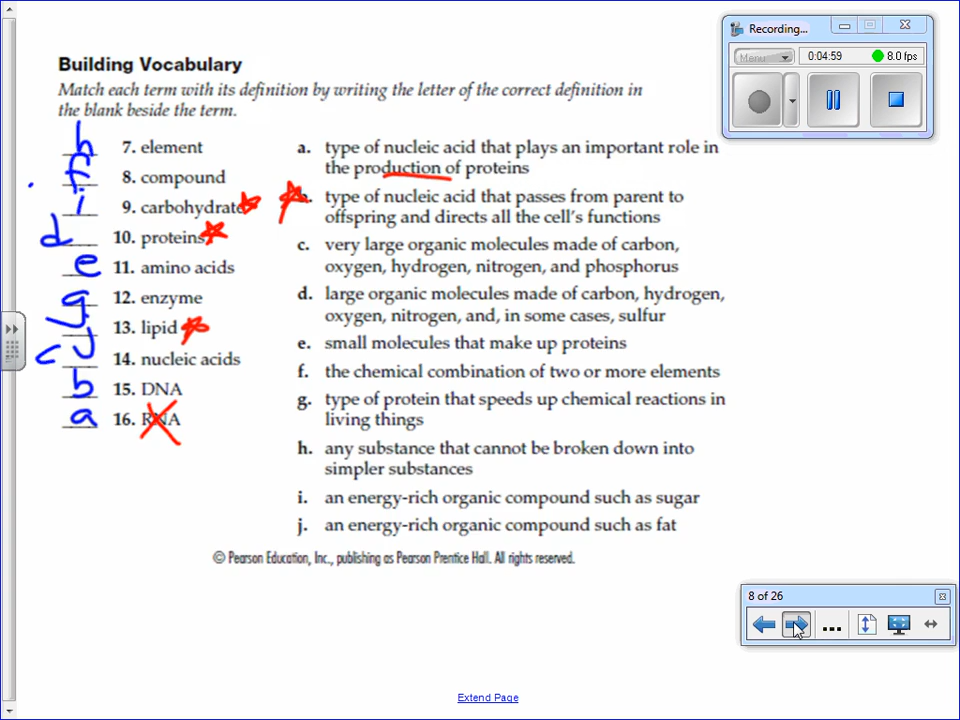 Building Vocabulary
Match each term with its definition by writing the letter of the correct definition in
the blank beside the term.
h 7. element
8. compound
i 9. carbohydrate
d 10. proteins
e 11. amino acids
g 12. enzyme
j 13. lipid
c 14. nucleic acids
b 15. DNA
a 16. RNA
a. type of nucleic acid that plays an important role in
the production of proteins
type of nucleic acid that passes from parent to
offspring and directs all the cell's functions
c. very large organic molecules made of carbon,
oxygen, hydrogen, nitrogen, and phosphorus
d. large organic molecules made of carbon, hydrogen,
oxygen, nitrogen, and, in some cases, sulfur
e. small molecules that make up proteins
f. the chemical combination of two or more elements
g. type of protein that speeds up chemical reactions in
living things
h. any substance that cannot be broken down into
simpler substances
i. an energy-rich organic compound such as sugar
j. an energy-rich organic compound such as fat
© Pearson Education, Inc., publishing as Pearson Prentice Hall. All rights reserved.
Recording...
Menu 0:04:59 8.0 fps
8 of 26
Extend Page